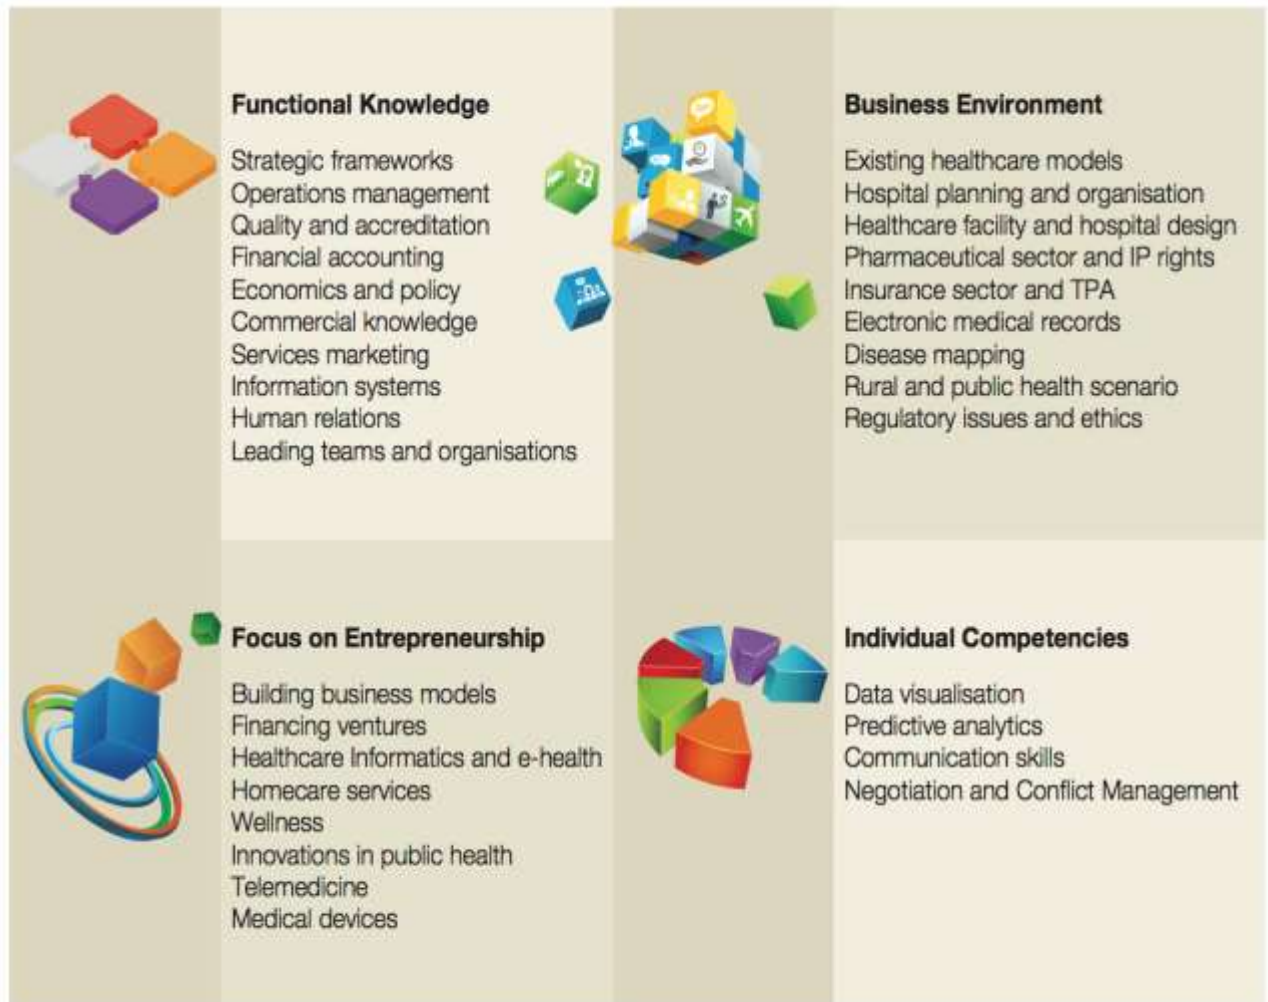 Functional Knowledge
Strategic frameworks
Operations management
Quality and accreditation
Financial accounting
Economics and policy
Commercial knowledge
Services marketing
Information systems
Human relations
Leading teams and organisations
Business Environment
Existing healthcare models
Hospital planning and organisation
Healthcare facility and hospital design
Pharmaceutical sector and IP rights
Insurance sector and TPA
Electronic medical records
Disease mapping
Rural and public health scenario
Regulatory issues and ethics
Focus on Entrepreneurship
Building business models
Financing ventures
Healthcare Informatics and e-health
Homecare services
Wellness
Innovations in public health
Telemedicine
Medical devices
Individual Competencies
Data visualisation
Predictive analytics
Communication skills
Negotiation and Conflict Management